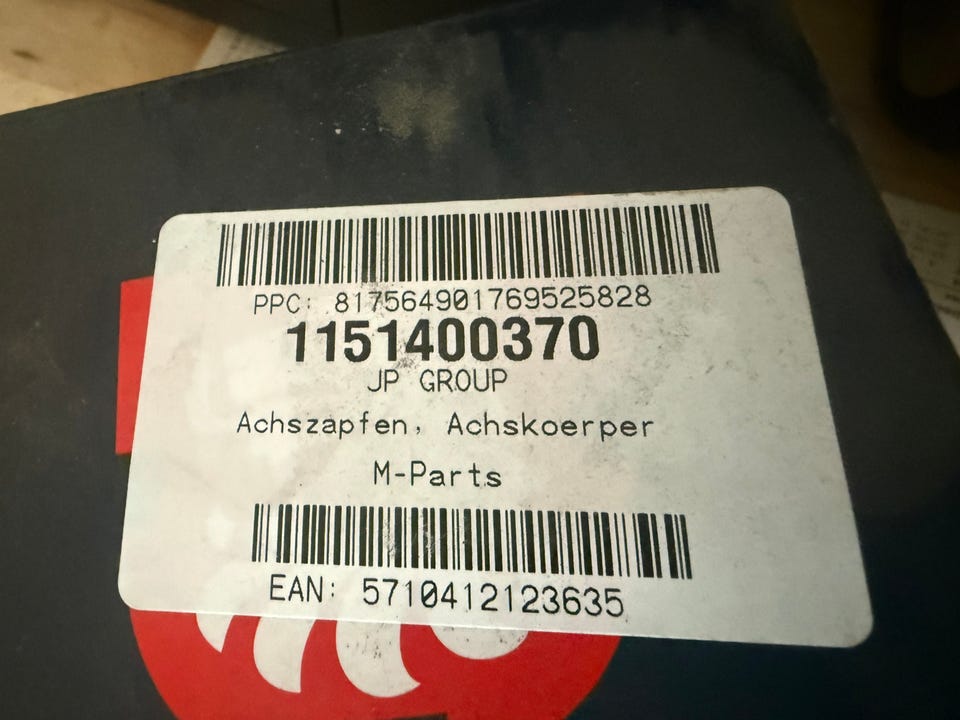 PPC: 817564901769525828
1151400370
JP GROUP
Achszapfen, Achskoerper
M-Parts
EAN: 5710412123635